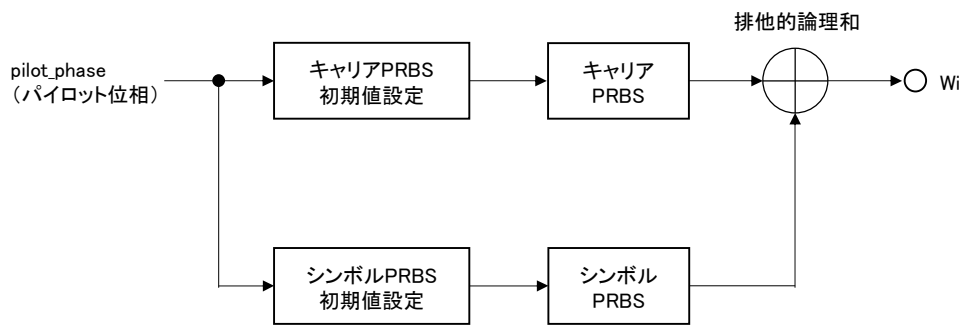 排他的論理和
pilot_phase
（パイロット位相）
キャリアPRBS
初期値設定
キャリア
PRBS
Wi
シンボルPRBS
初期値設定
シンボル
PRBS